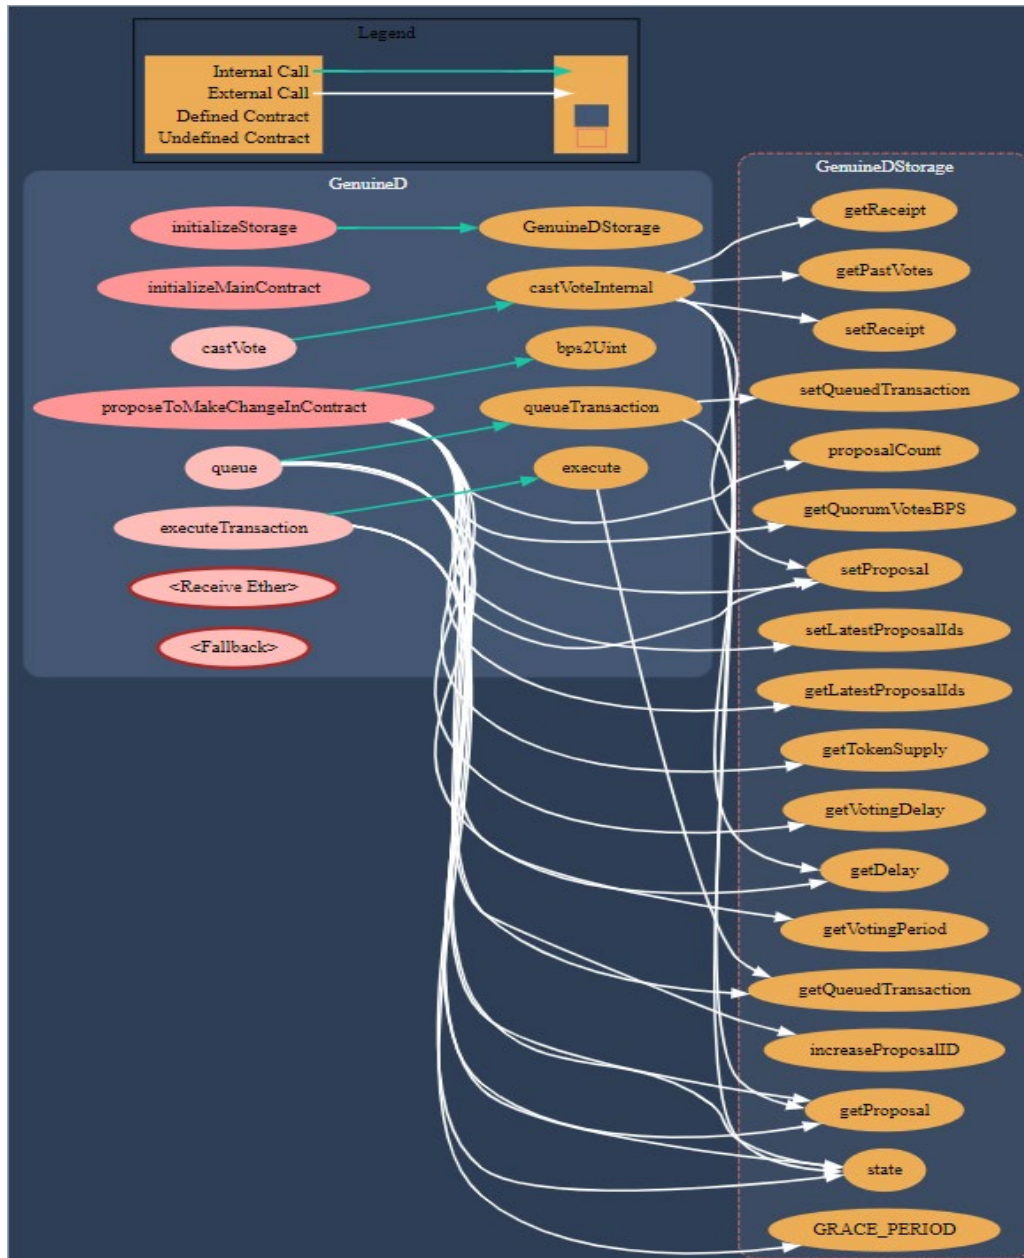 Legend
Internal Call
External Call
Defined Contract
Undefined Contract
GenuineD
initializeStorage
GenuineDStorage
initializeMainContract
castVoteInternal
castVote
bps2Uint
proposeToMakeChangeInContract
queueTransaction
queue
execute
executeTransaction
<Receive Ether>
<Fallback>
GenuineDStorage
getReceipt
getPastVotes
setReceipt
setQueuedTransaction
proposalCount
getQuorumVotesBPS
setProposal
setLatestProposalIds
getLatestProposalIds
getTokenSupply
getVotingDelay
getDelay
getVotingPeriod
getQueuedTransaction
increaseProposalID
getProposal
state
GRACE_PERIOD